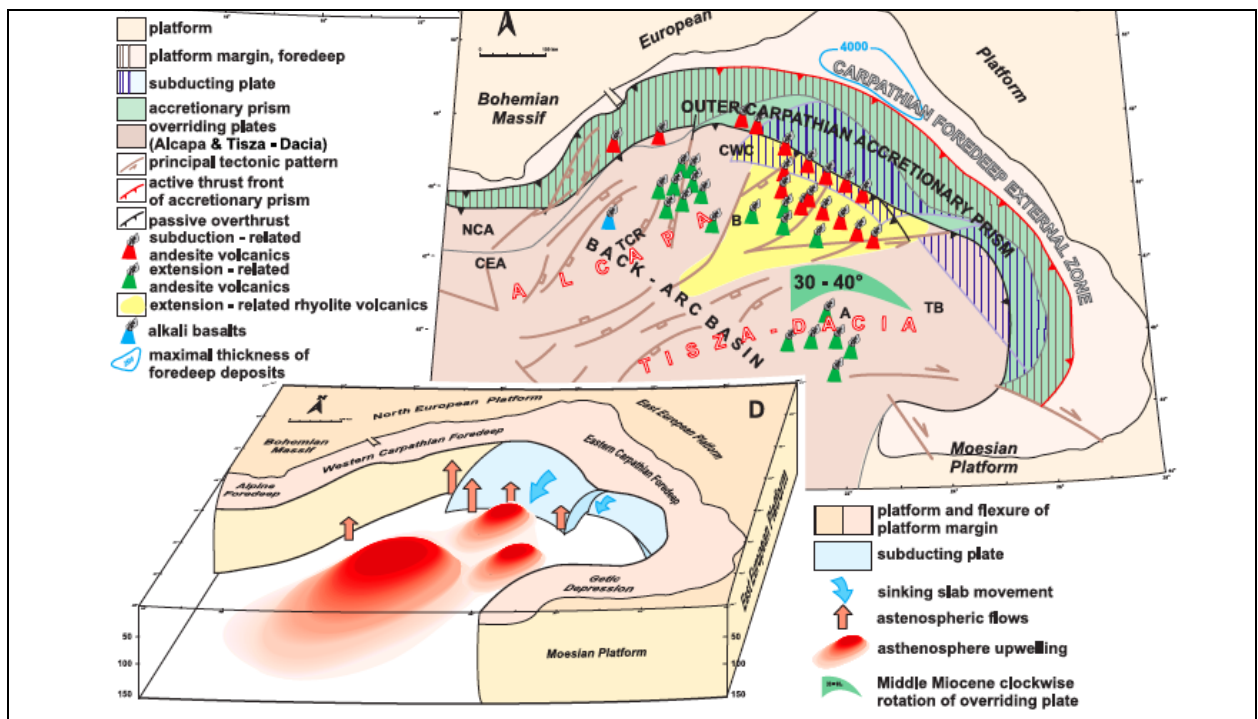 platform
platform margin, foredeep
subducting plate
accretionary prism
overriding plates
(Alcapa & Tisza - Dacia)
principal tectonic pattern
active thrust front
of accretionary prism
passive overthrust
subduction - related
andesite volcanics
extension - related
andesite volcanics
extension - related rhyolite volcanics
alkali basalts
maximal thickness of
foredeep deposits
European
Platform
Bohemian
Massif
4000
CARPATHIAN FOREDEEP EXTERNAL ZONE
OUTER CARPATHIAN ACCRETIONARY PRISM
CWC
NCA
CEA
TCR
B
ALCAPA
BACK - ARC BASIN
30 - 40°
A
TB
TISZA - DACIA
Moesian
Platform
D
N
North European Platform
East European Platform
Bohemian
Massif
Western Carpathian Foredeep
Eastern Carpathian Foredeep
Alpine
Foredeep
East European Platform
Getic
Depression
Moesian Platform
50
100
150
50
100
150
platform and flexure of
platform margin
subducting plate
sinking slab movement
astenospheric flows
asthenosphere upwelling
Middle Miocene clockwise
rotation of overriding plate